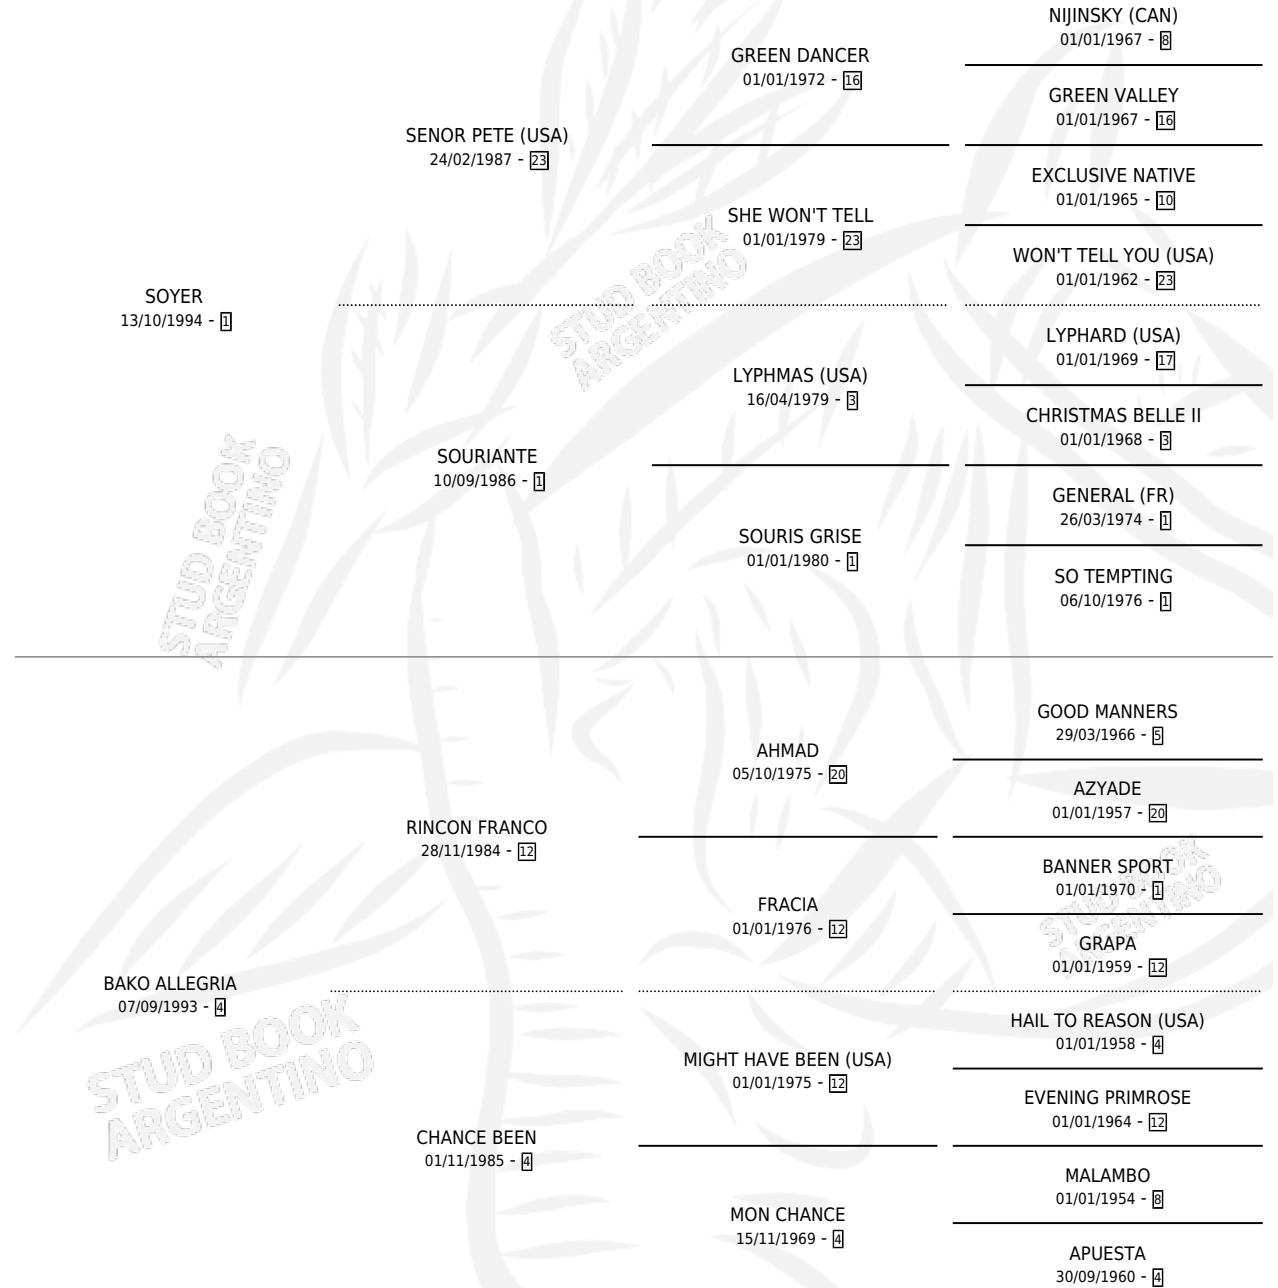 NIJINSKY (CAN)
01/01/1967 - 8
GREEN DANCER
01/01/1972 - 16
GREEN VALLEY
01/01/1967 - 16
SENOR PETE (USA)
24/02/1987 - 23
EXCLUSIVE NATIVE
01/01/1965 - 10
SHE WON'T TELL
01/01/1979 - 23
WON'T TELL YOU (USA)
01/01/1962 - 23
SOYER
13/10/1994 - 1
LYPHARD (USA)
01/01/1969 - 17
LYPHMAS (USA)
16/04/1979 - 3
CHRISTMAS BELLE II
01/01/1968 - 3
SOURIANTE
10/09/1986 - 1
GENERAL (FR)
26/03/1974 - 1
SOURIS GRISE
01/01/1980 - 1
SO TEMPTING
06/10/1976 - 1
GOOD MANNERS
29/03/1966 - 5
AHMAD
05/10/1975 - 20
AZYADE
01/01/1957 - 20
RINCON FRANCO
28/11/1984 - 12
BANNER SPORT
01/01/1970 - 1
FRACIA
01/01/1976 - 12
GRAPA
01/01/1959 - 12
BAKO ALLEGRIA
07/09/1993 - 4
HAIL TO REASON (USA)
01/01/1958 - 4
MIGHT HAVE BEEN (USA)
01/01/1975 - 12
EVENING PRIMROSE
01/01/1964 - 12
CHANCE BEEN
01/11/1985 - 4
MALAMBO
01/01/1954 - 8
MON CHANCE
15/11/1969 - 4
APUESTA
30/09/1960 - 4
STUD BOOK
ARGENTINO
STUD BOOK
ARGENTINO
STUD BOOK
ARGENTINO
STUD BOOK
ARGENTINO